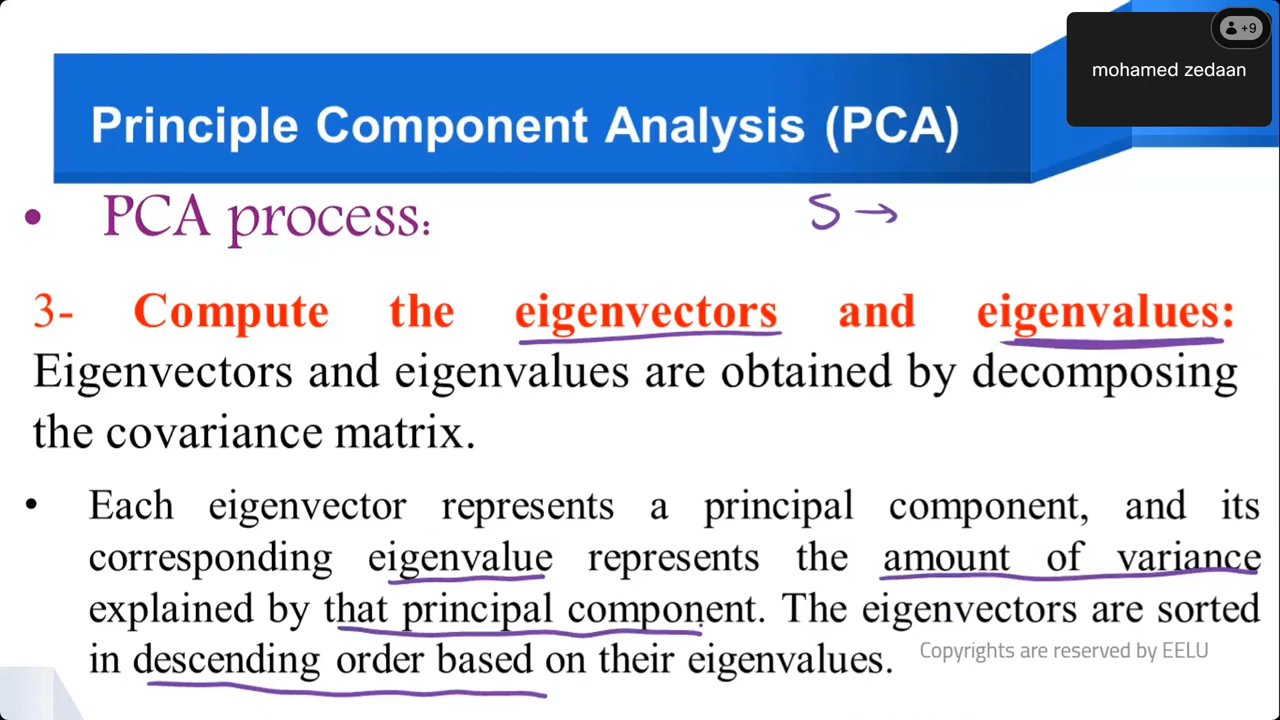 +9
mohamed zedaan
Principle Component Analysis (PCA)
• PCA process:
S →
3- Compute the eigenvectors and eigenvalues:
Eigenvectors and eigenvalues are obtained by decomposing
the covariance matrix.
• Each eigenvector represents a principal component, and its
corresponding eigenvalue represents the amount of variance
explained by that principal component. The eigenvectors are sorted
in descending order based on their eigenvalues.
Copyrights are reserved by EELU